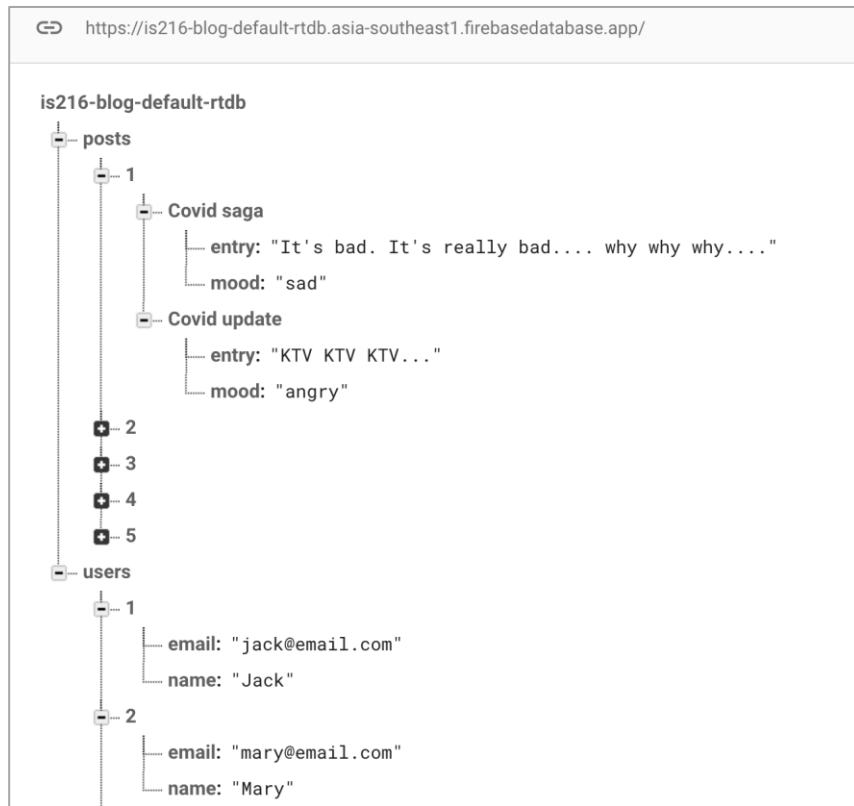 https://is216-blog-default-rtdb.asia-southeast1.firebasedatabase.app/
is216-blog-default-rtdb
posts
1
Covid saga
entry: "It's bad. It's really bad.... why why why...."
mood: "sad"
Covid update
entry: "KTV KTV KTV..."
mood: "angry"
2
3
4
5
users
1
email: "jack@email.com"
name: "Jack"
2
email: "mary@email.com"
name: "Mary"